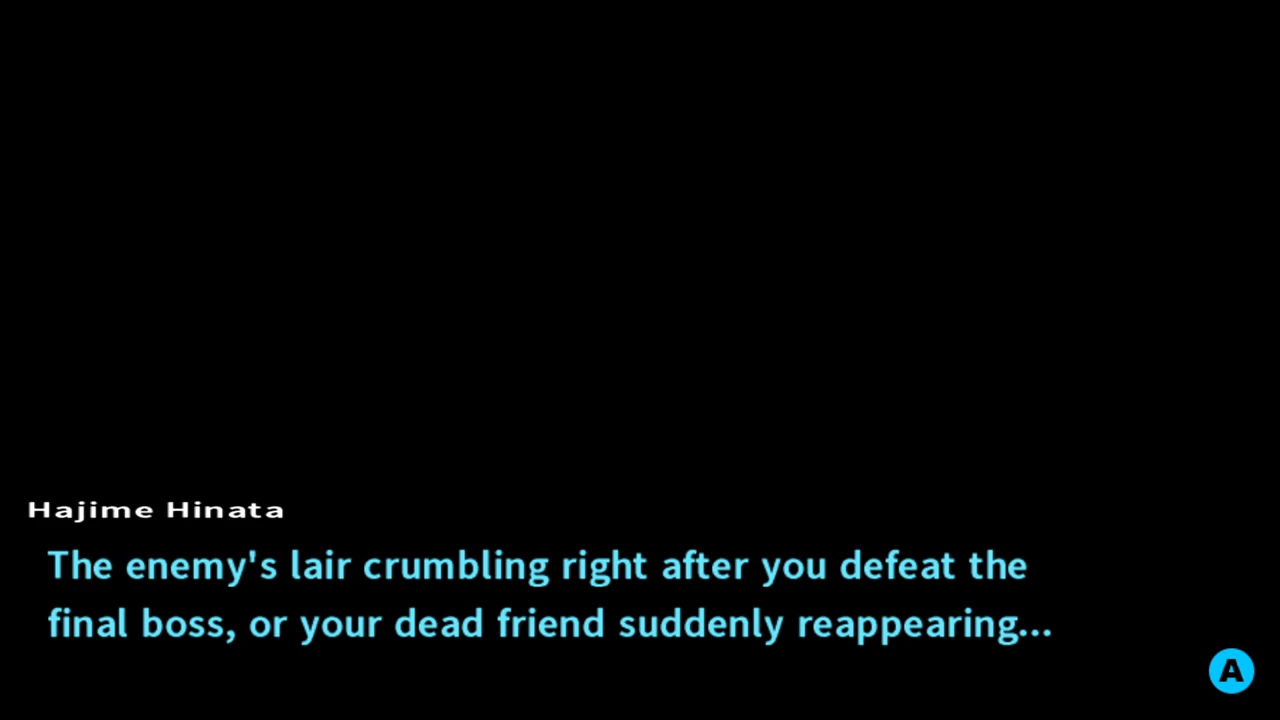 Hajime Hinata
The enemy's lair crumbling right after you defeat the
final boss, or your dead friend suddenly reappearing...
A